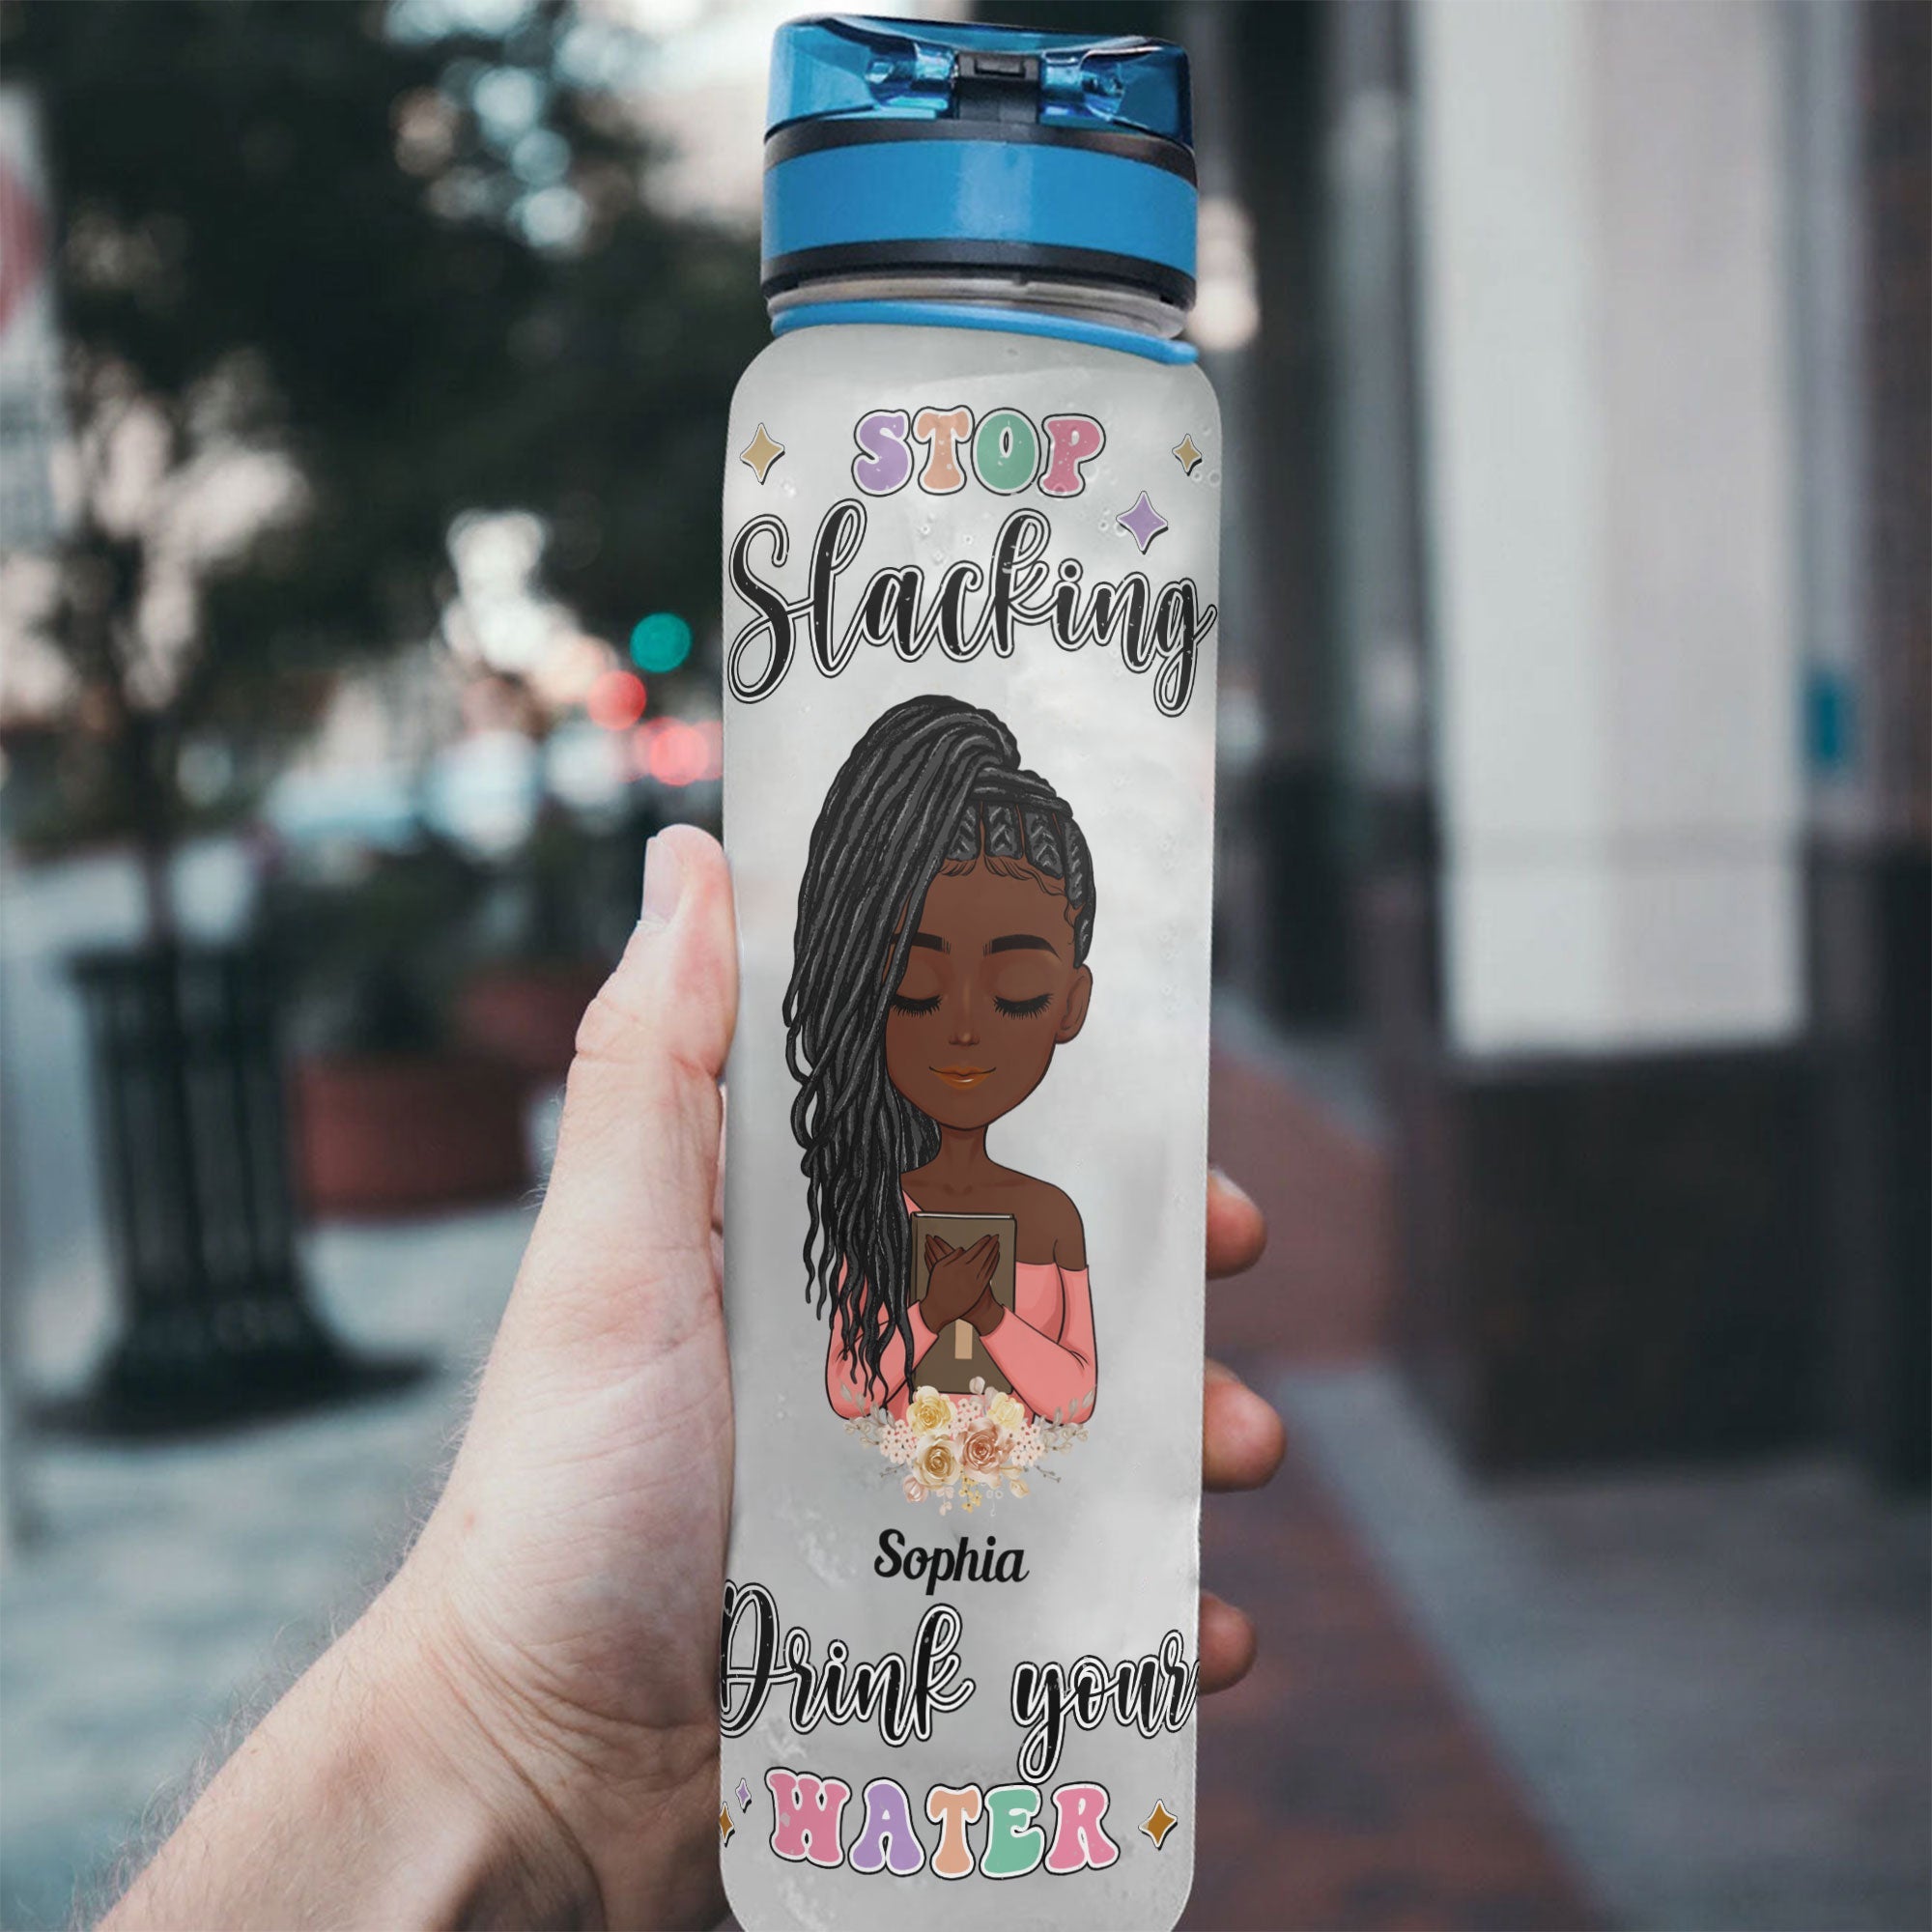 STOP
Slacking
Sophia
Drink your
WATER